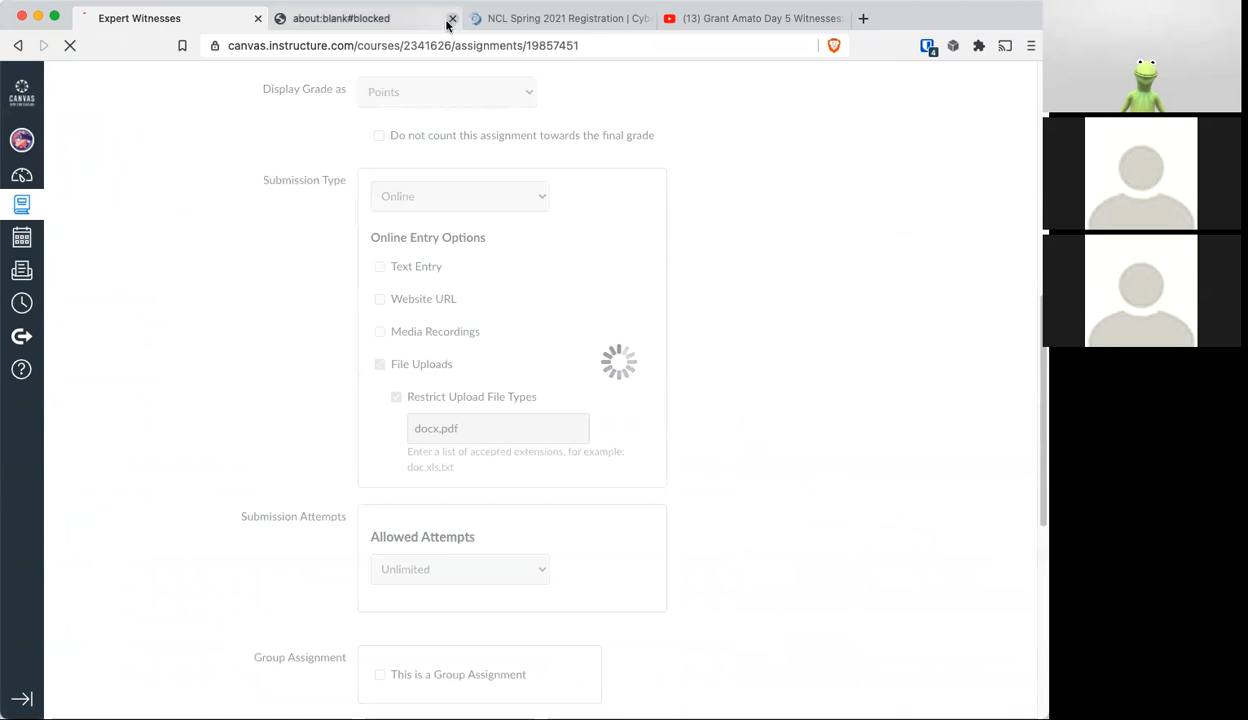 Expert Witnesses
about:blank#blocked
NCL Spring 2021 Registration | Cyb
(13) Grant Amato Day 5 Witnesses
canvas.instructure.com/courses/2341626/assignments/19857451
4
CANVAS
Display Grade as
Points
Do not count this assignment towards the final grade
Submission Type
Online
Online Entry Options
Text Entry
Website URL
Media Recordings
File Uploads
Restrict Upload File Types
docx,pdf
Enter a list of accepted extensions, for example:
doc,xls,txt
Submission Attempts
Allowed Attempts
Unlimited
Group Assignment
This is a Group Assignment